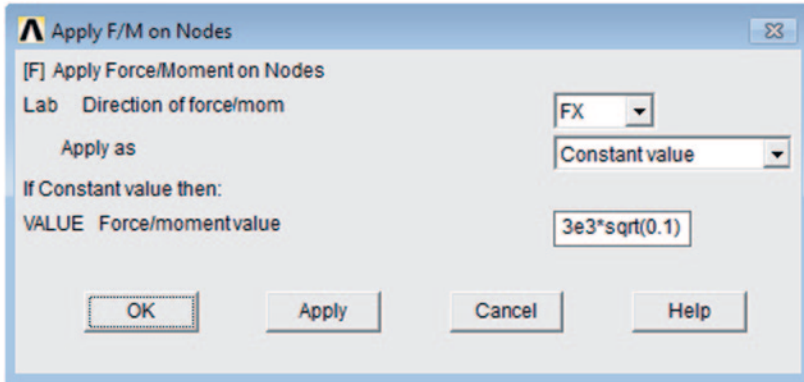 Apply F/M on Nodes
[F] Apply Force/Moment on Nodes
Lab Direction of force/mom FX
Apply as Constant value
If Constant value then:
VALUE Force/moment value 3e3*sqrt(0.1)
OK Apply Cancel Help